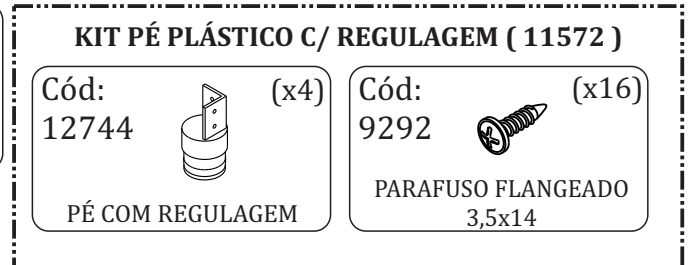 KIT PÉ PLÁSTICO C/ REGULAGEM ( 11572 )
Cód: (x4)
12744
PÉ COM REGULAGEM
Cód: (x16)
9292
PARAFUSO FLANGEADO
3,5x14